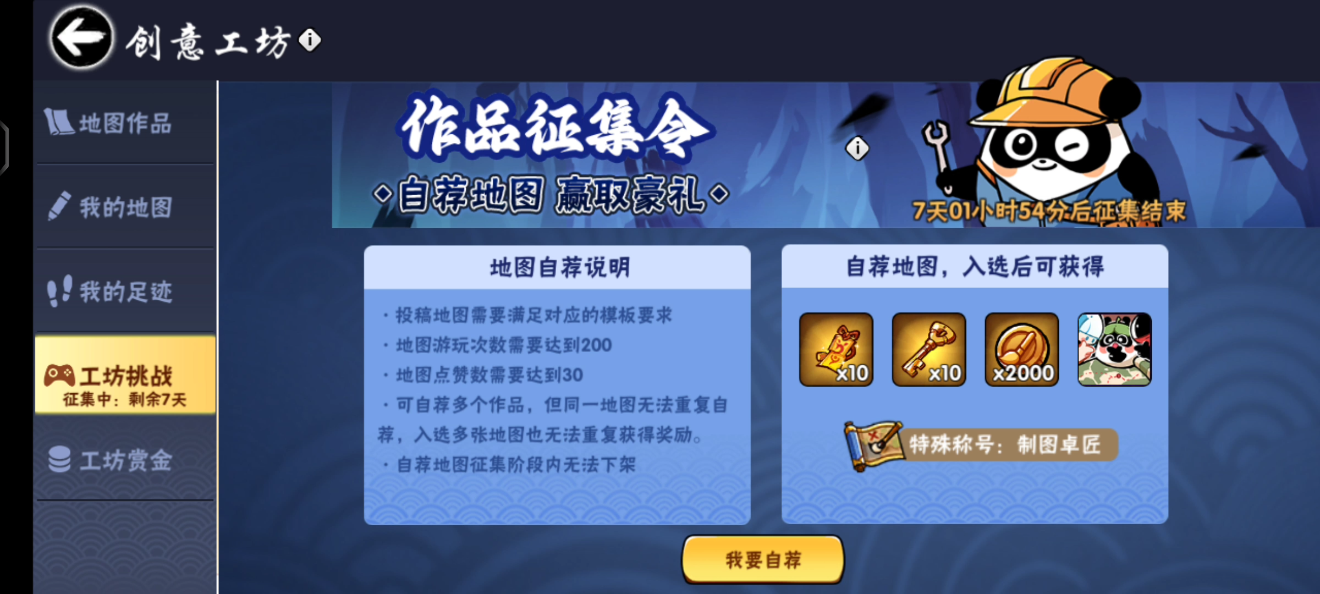 创意工坊
地图作品
我的地图
我的足迹
工坊挑战
征集中：剩余7天
工坊赏金
作品征集令
自荐地图 赢取豪礼
7天01小时54分后征集结束
地图自荐说明
·投稿地图需要满足对应的模板要求
·地图游玩次数需要达到200
·地图点赞数需要达到30
·可自荐多个作品，但同一地图无法重复自
荐，入选多张地图也无法重复获得奖励。
·自荐地图征集阶段内无法下架
自荐地图，入选后可获得
x10
x10
x2000
特殊称号：制图卓匠
我要自荐